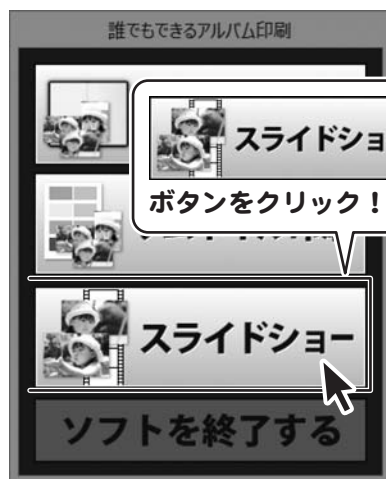 誰でもできるアルバム印刷
スライドショ
ボタンをクリック！
スライドショー
ソフトを終了する